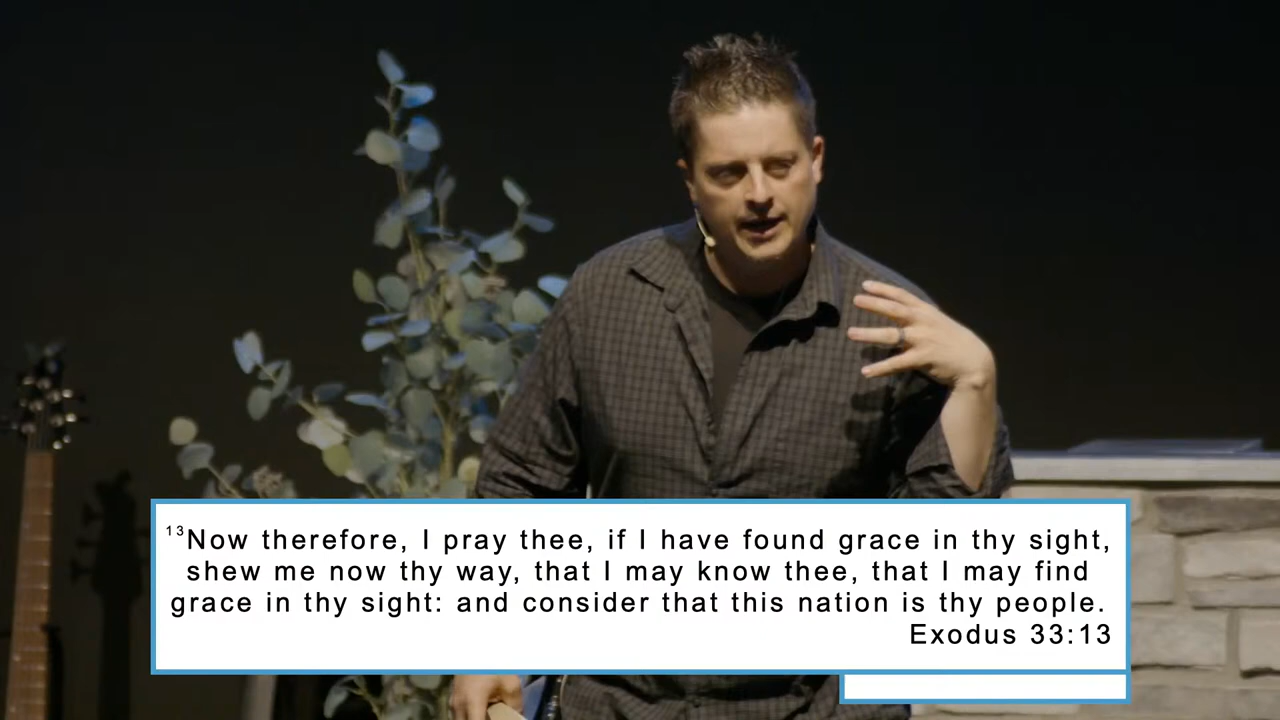 ¹³Now therefore, I pray thee, if I have found grace in thy sight,
shew me now thy way, that I may know thee, that I may find
grace in thy sight: and consider that this nation is thy people.
Exodus 33:13